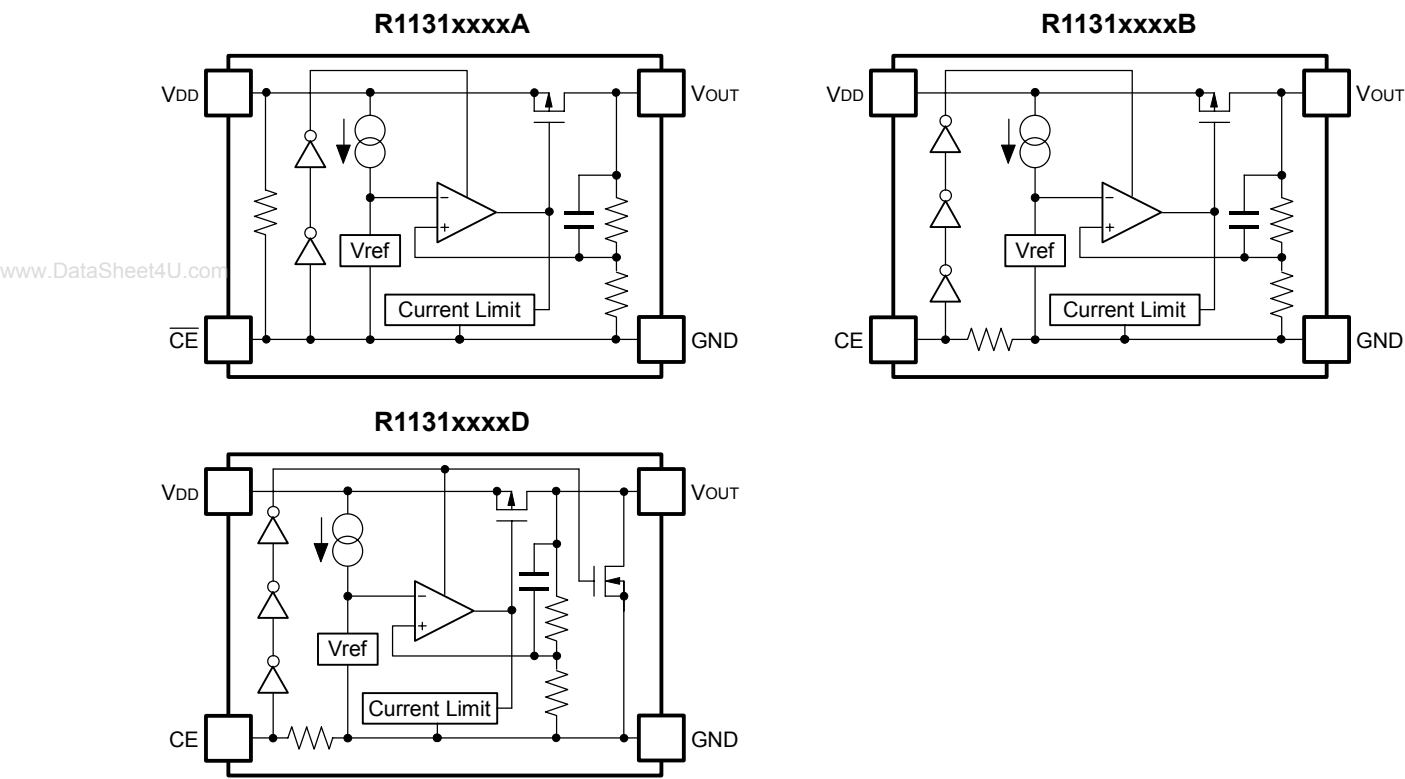 R1131xxxxA
VDD
VOUT
−
+
Vref
Current Limit
CE
GND
R1131xxxxB
VDD
VOUT
−
+
Vref
Current Limit
CE
GND
www.DataSheet4U.com
R1131xxxxD
VDD
VOUT
−
+
Vref
Current Limit
CE
GND